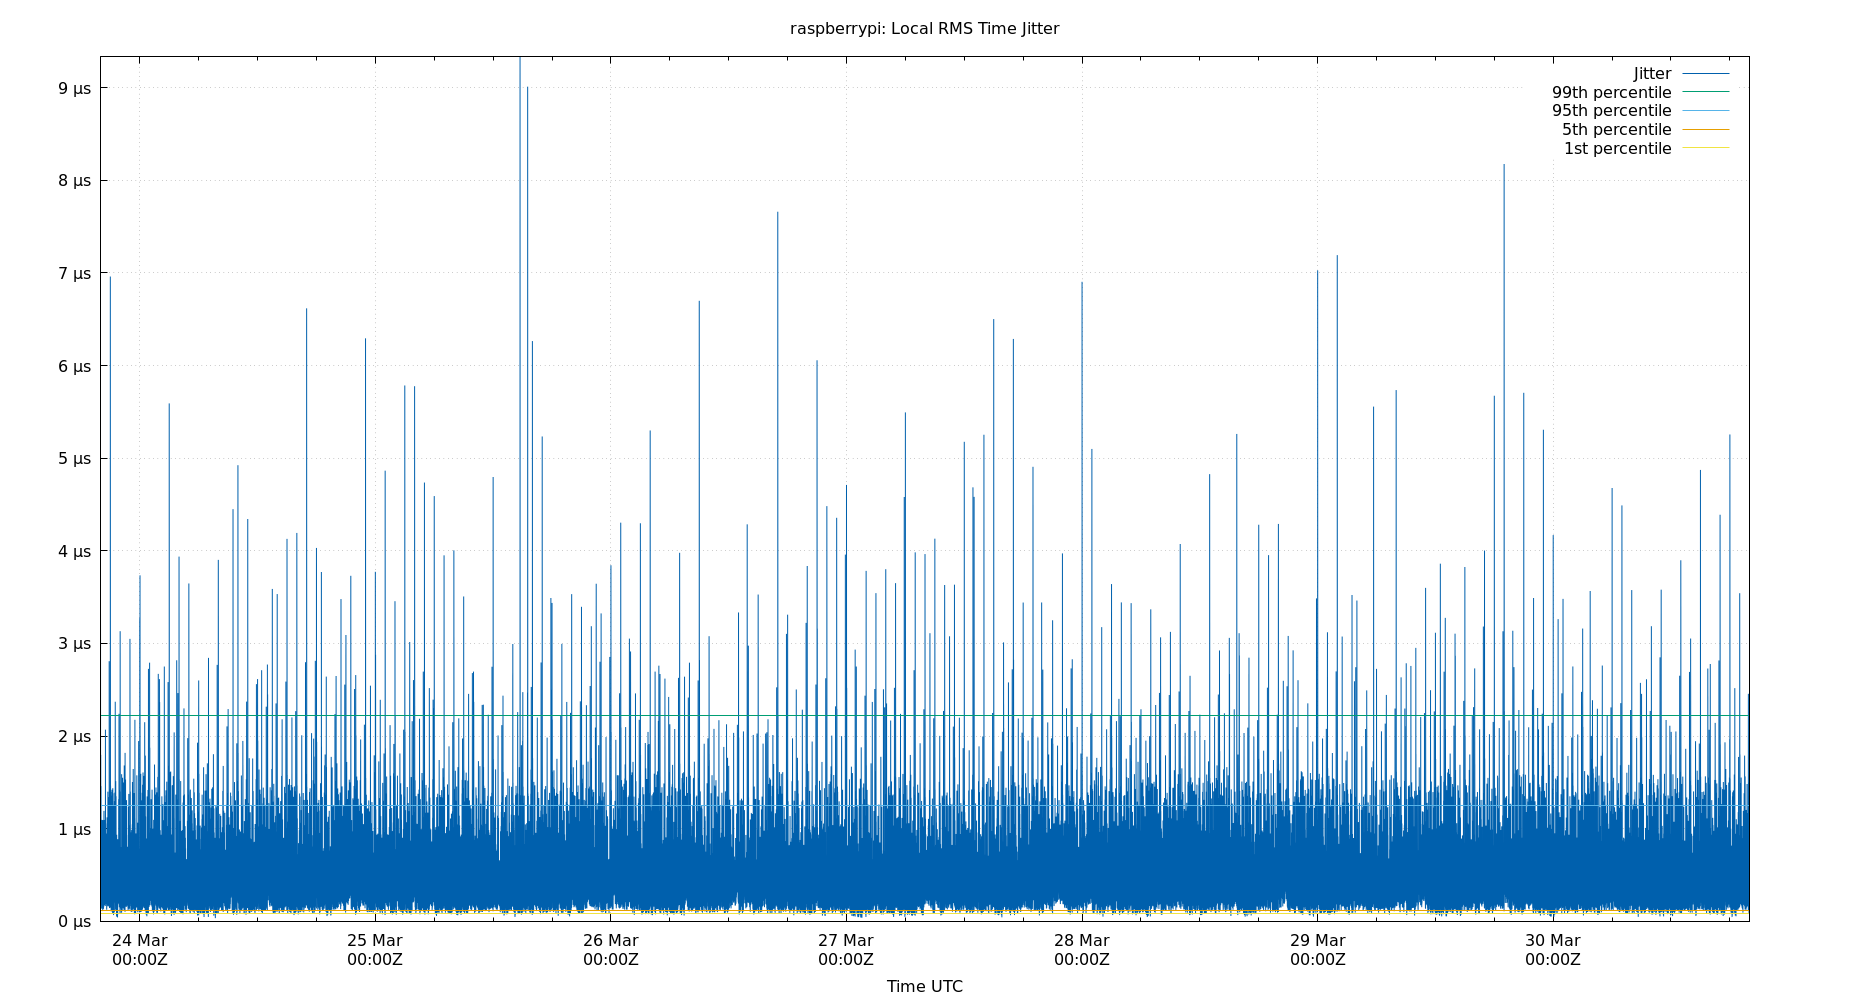 raspberrypi: Local RMS Time Jitter
Jitter
99th percentile
95th percentile
5th percentile
1st percentile
9 µs
8 µs
7 µs
6 µs
5 µs
4 µs
3 µs
2 µs
1 µs
0 µs
24 Mar 25 Mar 26 Mar 27 Mar 28 Mar 29 Mar 30 Mar
00:00Z 00:00Z 00:00Z 00:00Z 00:00Z 00:00Z 00:00Z
Time UTC